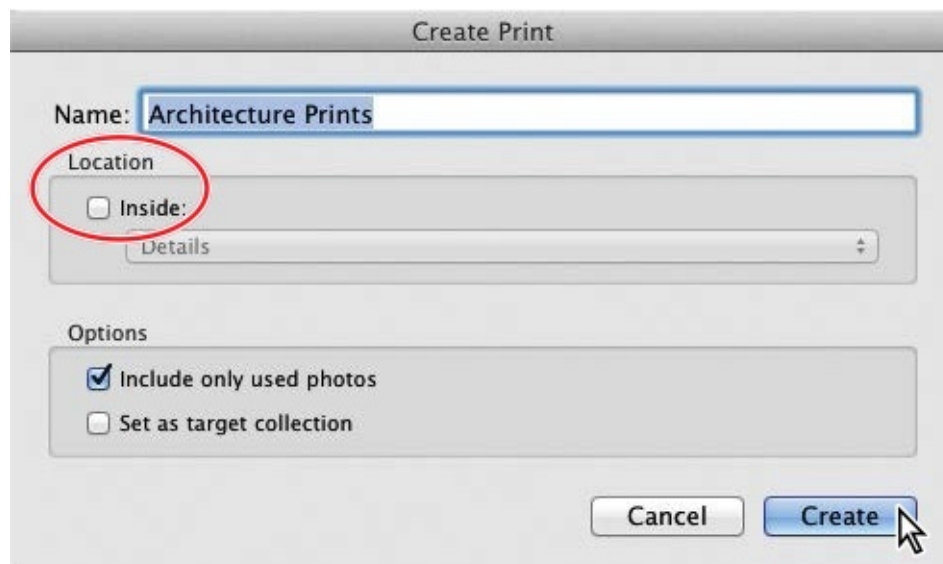 Create Print
Name: Architecture Prints
Location
Inside:
Details
Options
Include only used photos
Set as target collection
Cancel Create